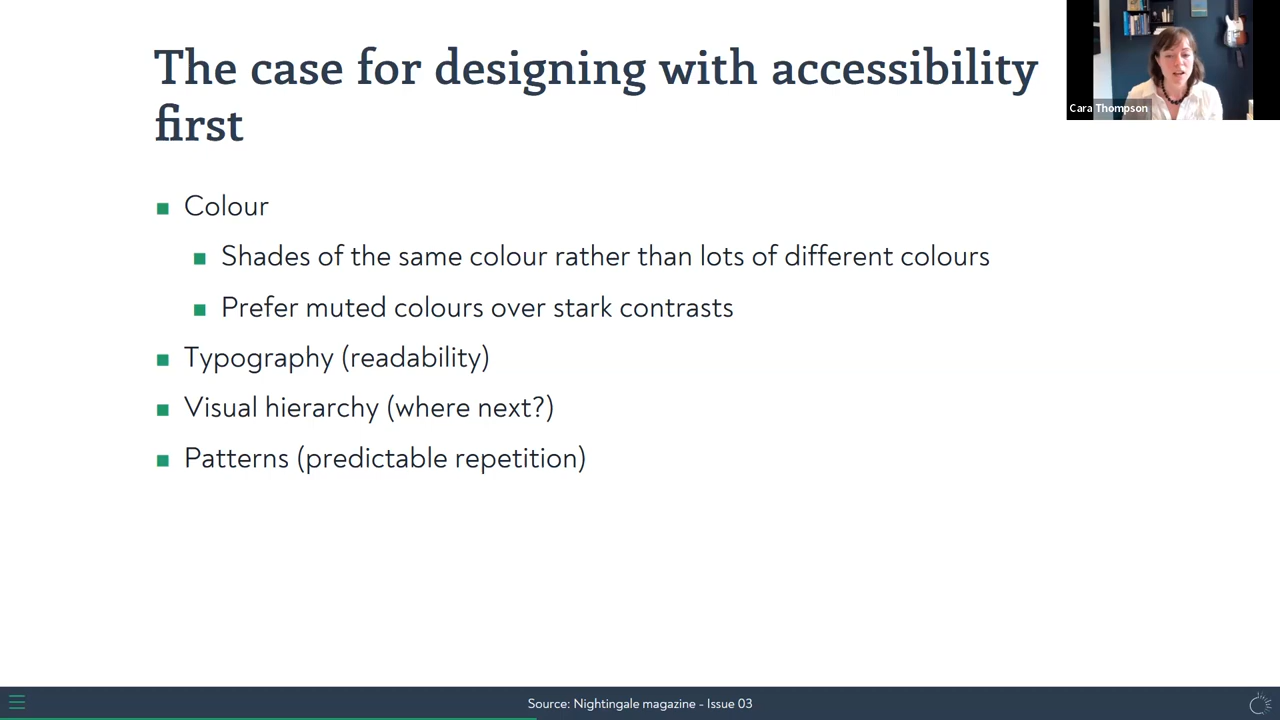 The case for designing with accessibility
first
Cara Thompson
Colour
Shades of the same colour rather than lots of different colours
Prefer muted colours over stark contrasts
Typography (readability)
Visual hierarchy (where next?)
Patterns (predictable repetition)
Source: Nightingale magazine - Issue 03